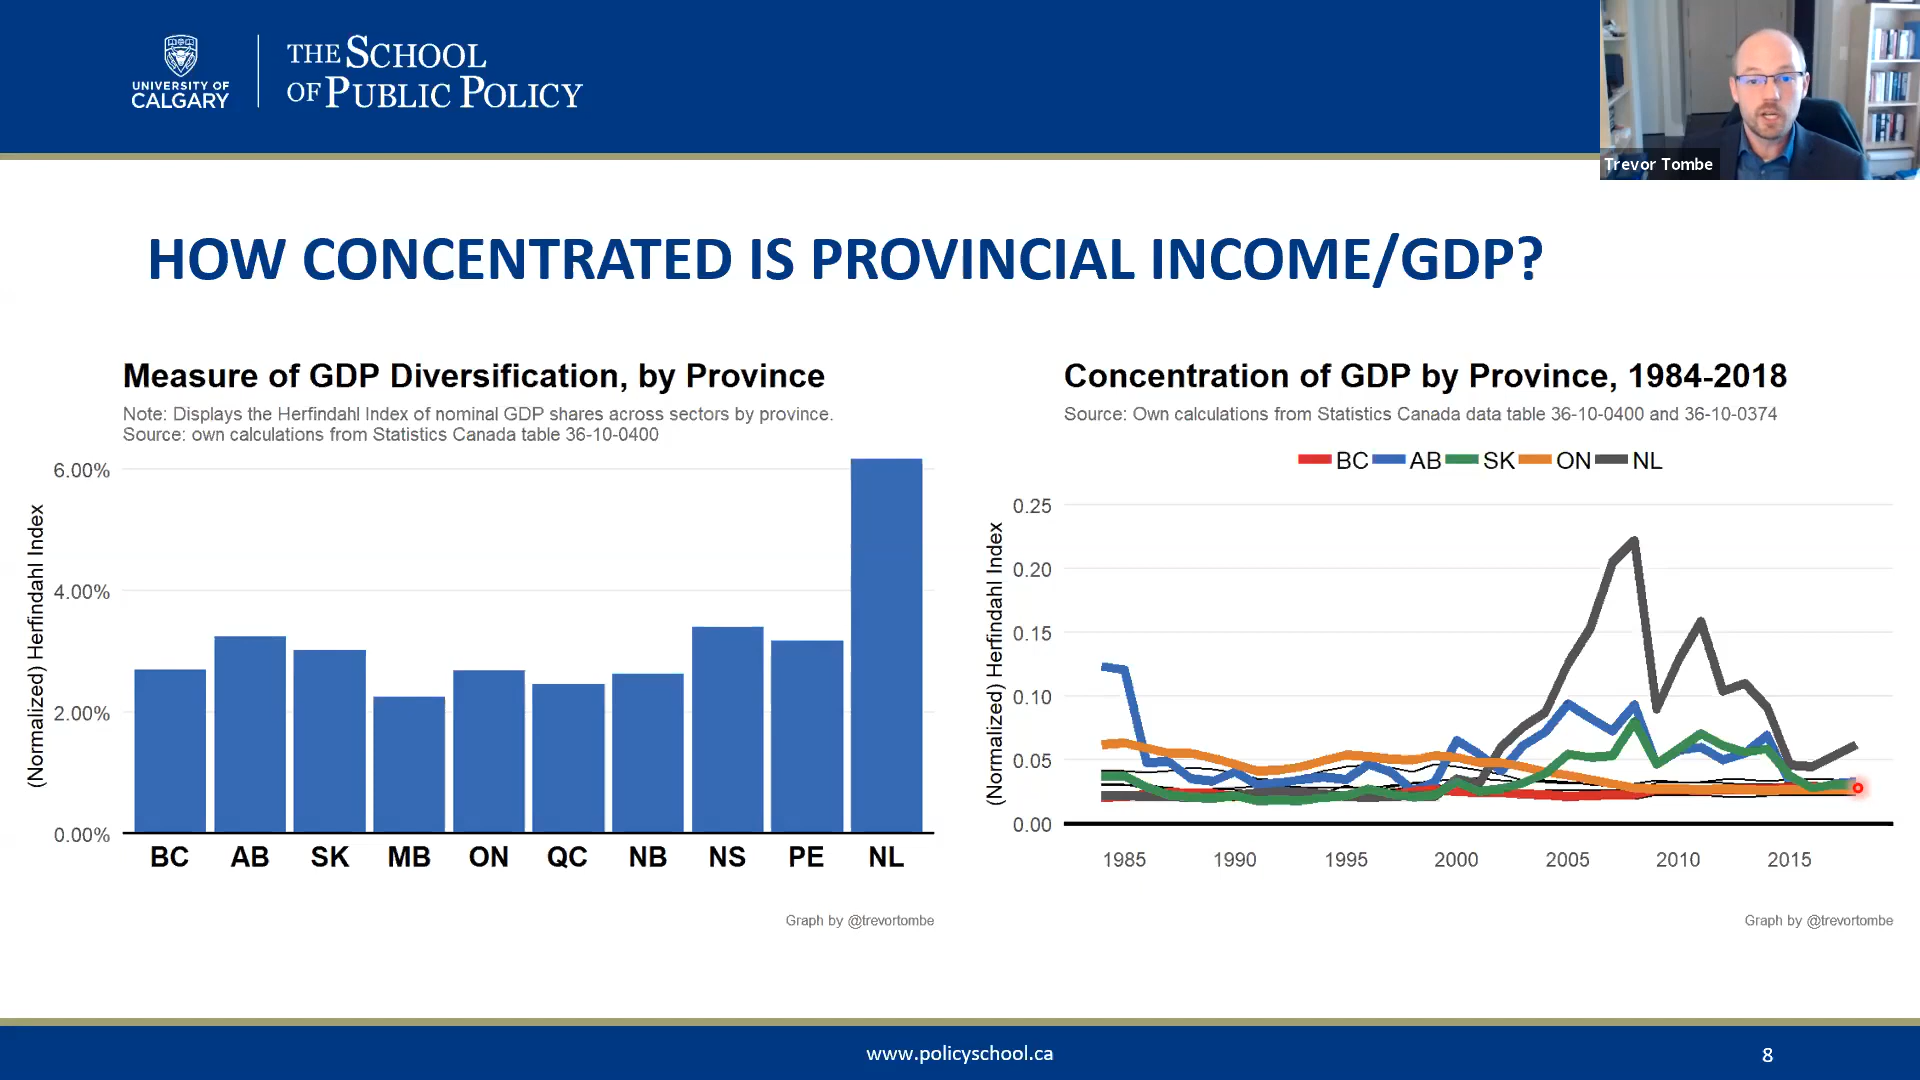 UNIVERSITY OF
CALGARY
THE SCHOOL
OF PUBLIC POLICY
Trevor Tombe
HOW CONCENTRATED IS PROVINCIAL INCOME/GDP?
Measure of GDP Diversification, by Province
Note: Displays the Herfindahl Index of nominal GDP shares across sectors by province.
Source: own calculations from Statistics Canada table 36-10-0400
(Normalized) Herfindahl Index
6.00%
4.00%
2.00%
0.00%
BC AB SK MB ON QC NB NS PE NL
Graph by @trevortombe
Concentration of GDP by Province, 1984-2018
Source: Own calculations from Statistics Canada data table 36-10-0400 and 36-10-0374
BC AB SK ON NL
(Normalized) Herfindahl Index
0.25
0.20
0.15
0.10
0.05
0.00
1985 1990 1995 2000 2005 2010 2015
Graph by @trevortombe
www.policyschool.ca
8